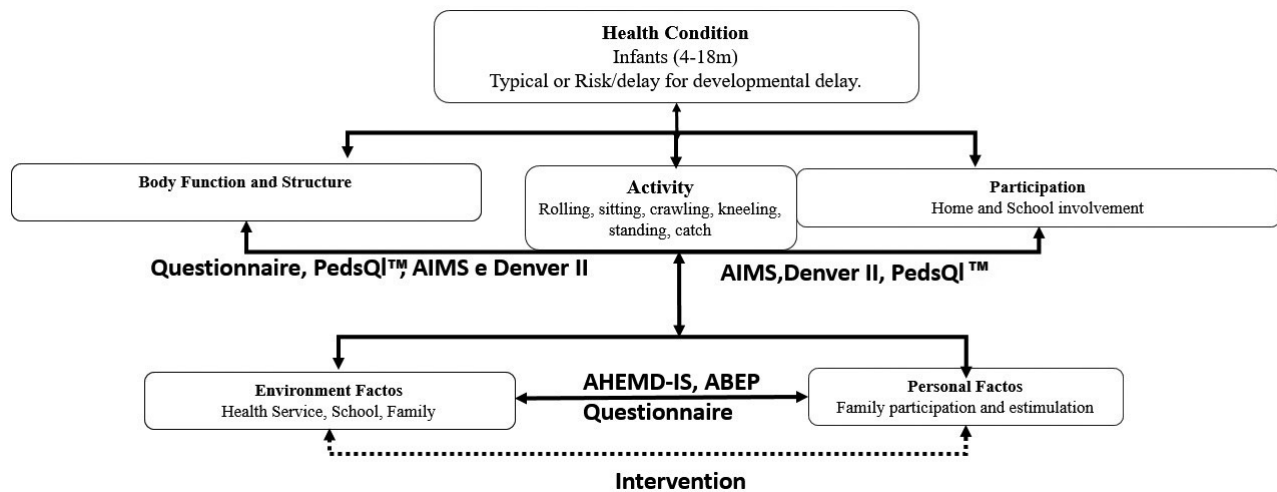 Health Condition
Infants (4-18m)
Typical or Risk/delay for developmental delay.
Body Function and Structure
Activity
Rolling, sitting, crawling, kneeling,
standing, catch
Participation
Home and School involvement
Questionnaire, PedsQl™, AIMS e Denver II
AIMS,Denver II, PedsQl ™
Environment Factos
Health Service, School, Family
AHEMD-IS, ABEP
Questionnaire
Personal Factos
Family participation and estimulation
Intervention